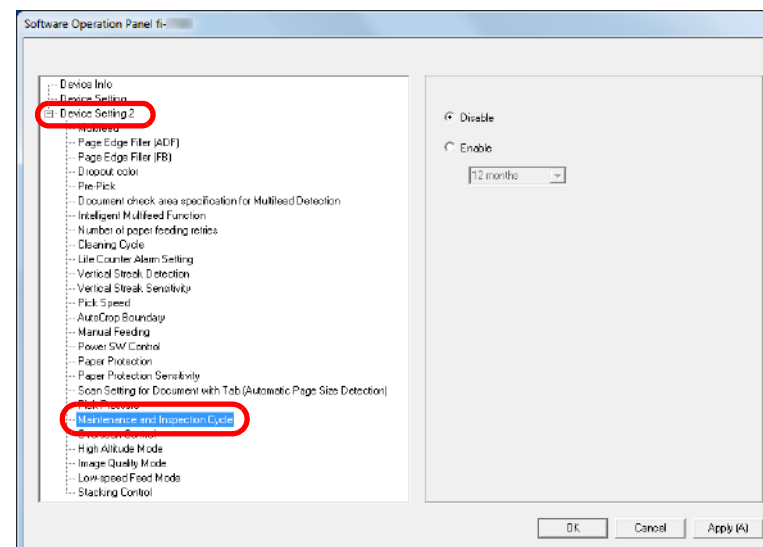 Software Operation Panel fi-
Device Info
Device Setting
Device Setting 2
Multifeed
Page Edge Filler (ADF)
Page Edge Filler (FB)
Dropout color
Pre-Pick
Document check area specification for Multifeed Detection
Intelligent Multifeed Function
Number of paper feeding retries
Cleaning Cycle
Life Counter Alarm Setting
Vertical Streak Detection
Vertical Streak Sensitivity
Pick Speed
AutoCrop Boundary
Manual Feeding
Power SW Control
Paper Protection
Paper Protection Sensitivity
Scan Setting for Document with Tab (Automatic Page Size Detection)
Pick Pressure
Maintenance and Inspection Cycle
Overscan Control
High Altitude Mode
Image Quality Mode
Low-speed Feed Mode
Stacking Control
Disable
Enable
12 months
OK Cancel Apply (A)